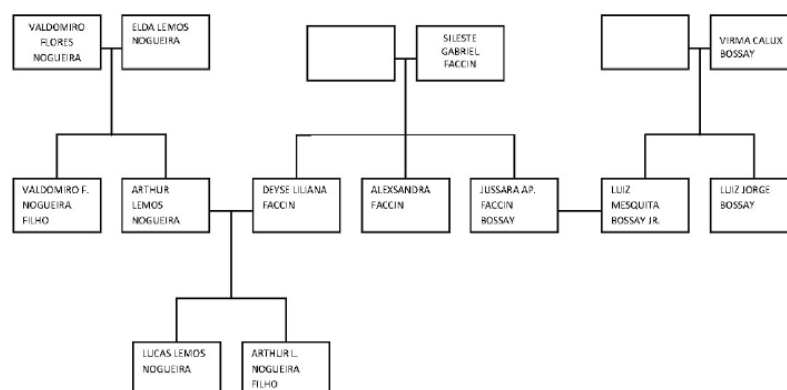 VALDOMIRO
FLORES
NOGUEIRA
ELDA LEMOS
NOGUEIRA
SILESTE
GABRIEL
FACCIN
VIRMA CALUX
BOSSAY
VALDOMIRO F.
NOGUEIRA
FILHO
ARTHUR
LEMOS
NOGUEIRA
DEYSE LILIANA
FACCIN
ALEXSANDRA
FACCIN
JUSSARA AP.
FACCIN
BOSSAY
LUIZ
MESQUITA
BOSSAY JR.
LUIZ JORGE
BOSSAY
LUCAS LEMOS
NOGUEIRA
ARTHUR L.
NOGUEIRA
FILHO